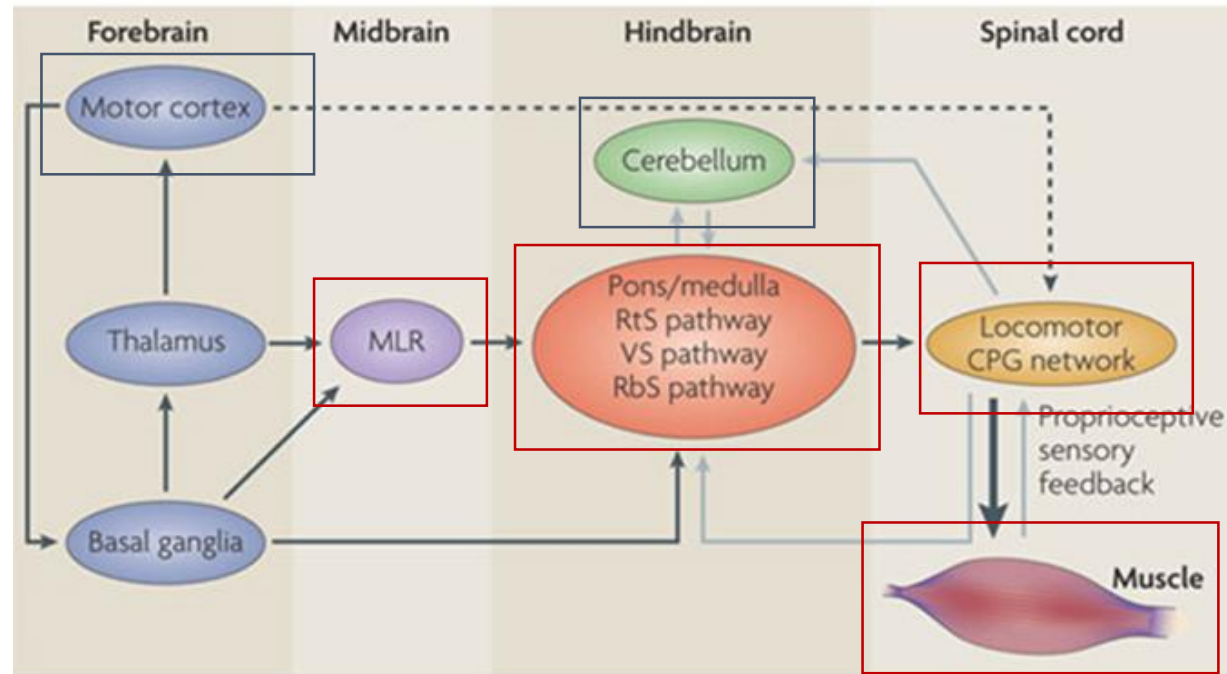 Forebrain
Midbrain
Hindbrain
Spinal cord
Motor cortex
Cerebellum
Thalamus
MLR
Pons/medulla
RtS pathway
VS pathway
RbS pathway
Locomotor
CPG network
Proprioceptive
sensory
feedback
Basal ganglia
Muscle